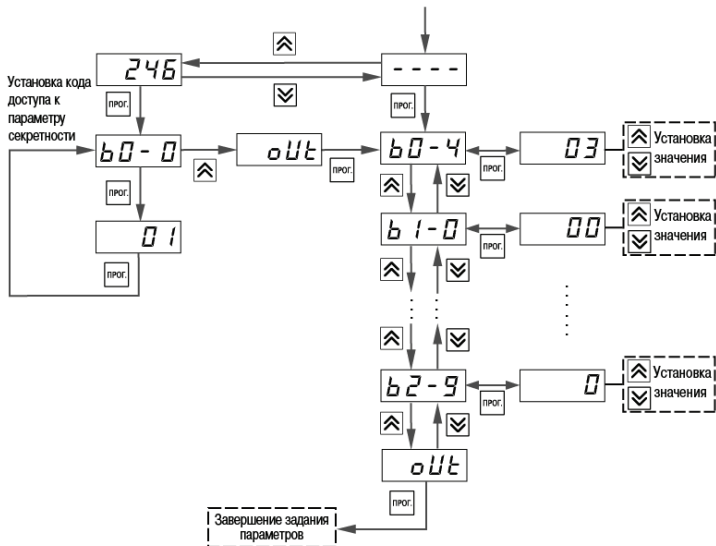 246
- - - -
Установка кода
доступа к
параметру
секретности
ПРОГ.
ПРОГ.
b0-0
oUt
ПРОГ.
b0-4
ПРОГ.
03
Установка
значения
ПРОГ.
01
ПРОГ.
b1-0
ПРОГ.
00
Установка
значения
b2-9
ПРОГ.
0
Установка
значения
oUt
ПРОГ.
Завершение задания
параметров